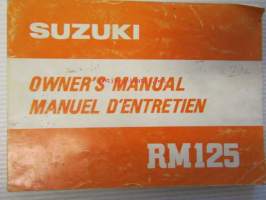 SUZUKI
OWNER'S MANUAL
MANUEL D'ENTRETIEN
RM125